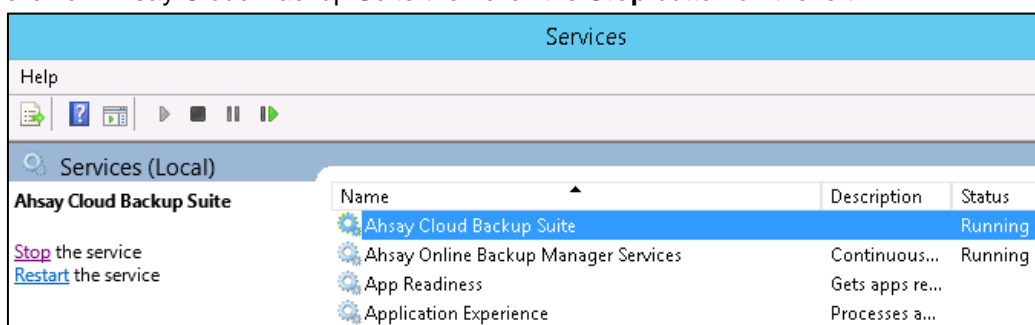 Services
Help
Services (Local)
Ahsay Cloud Backup Suite
Stop the service
Restart the service
Name Description Status
Ahsay Cloud Backup Suite Running
Ahsay Online Backup Manager Services Continuous... Running
App Readiness Gets apps re...
Application Experience Processes a...